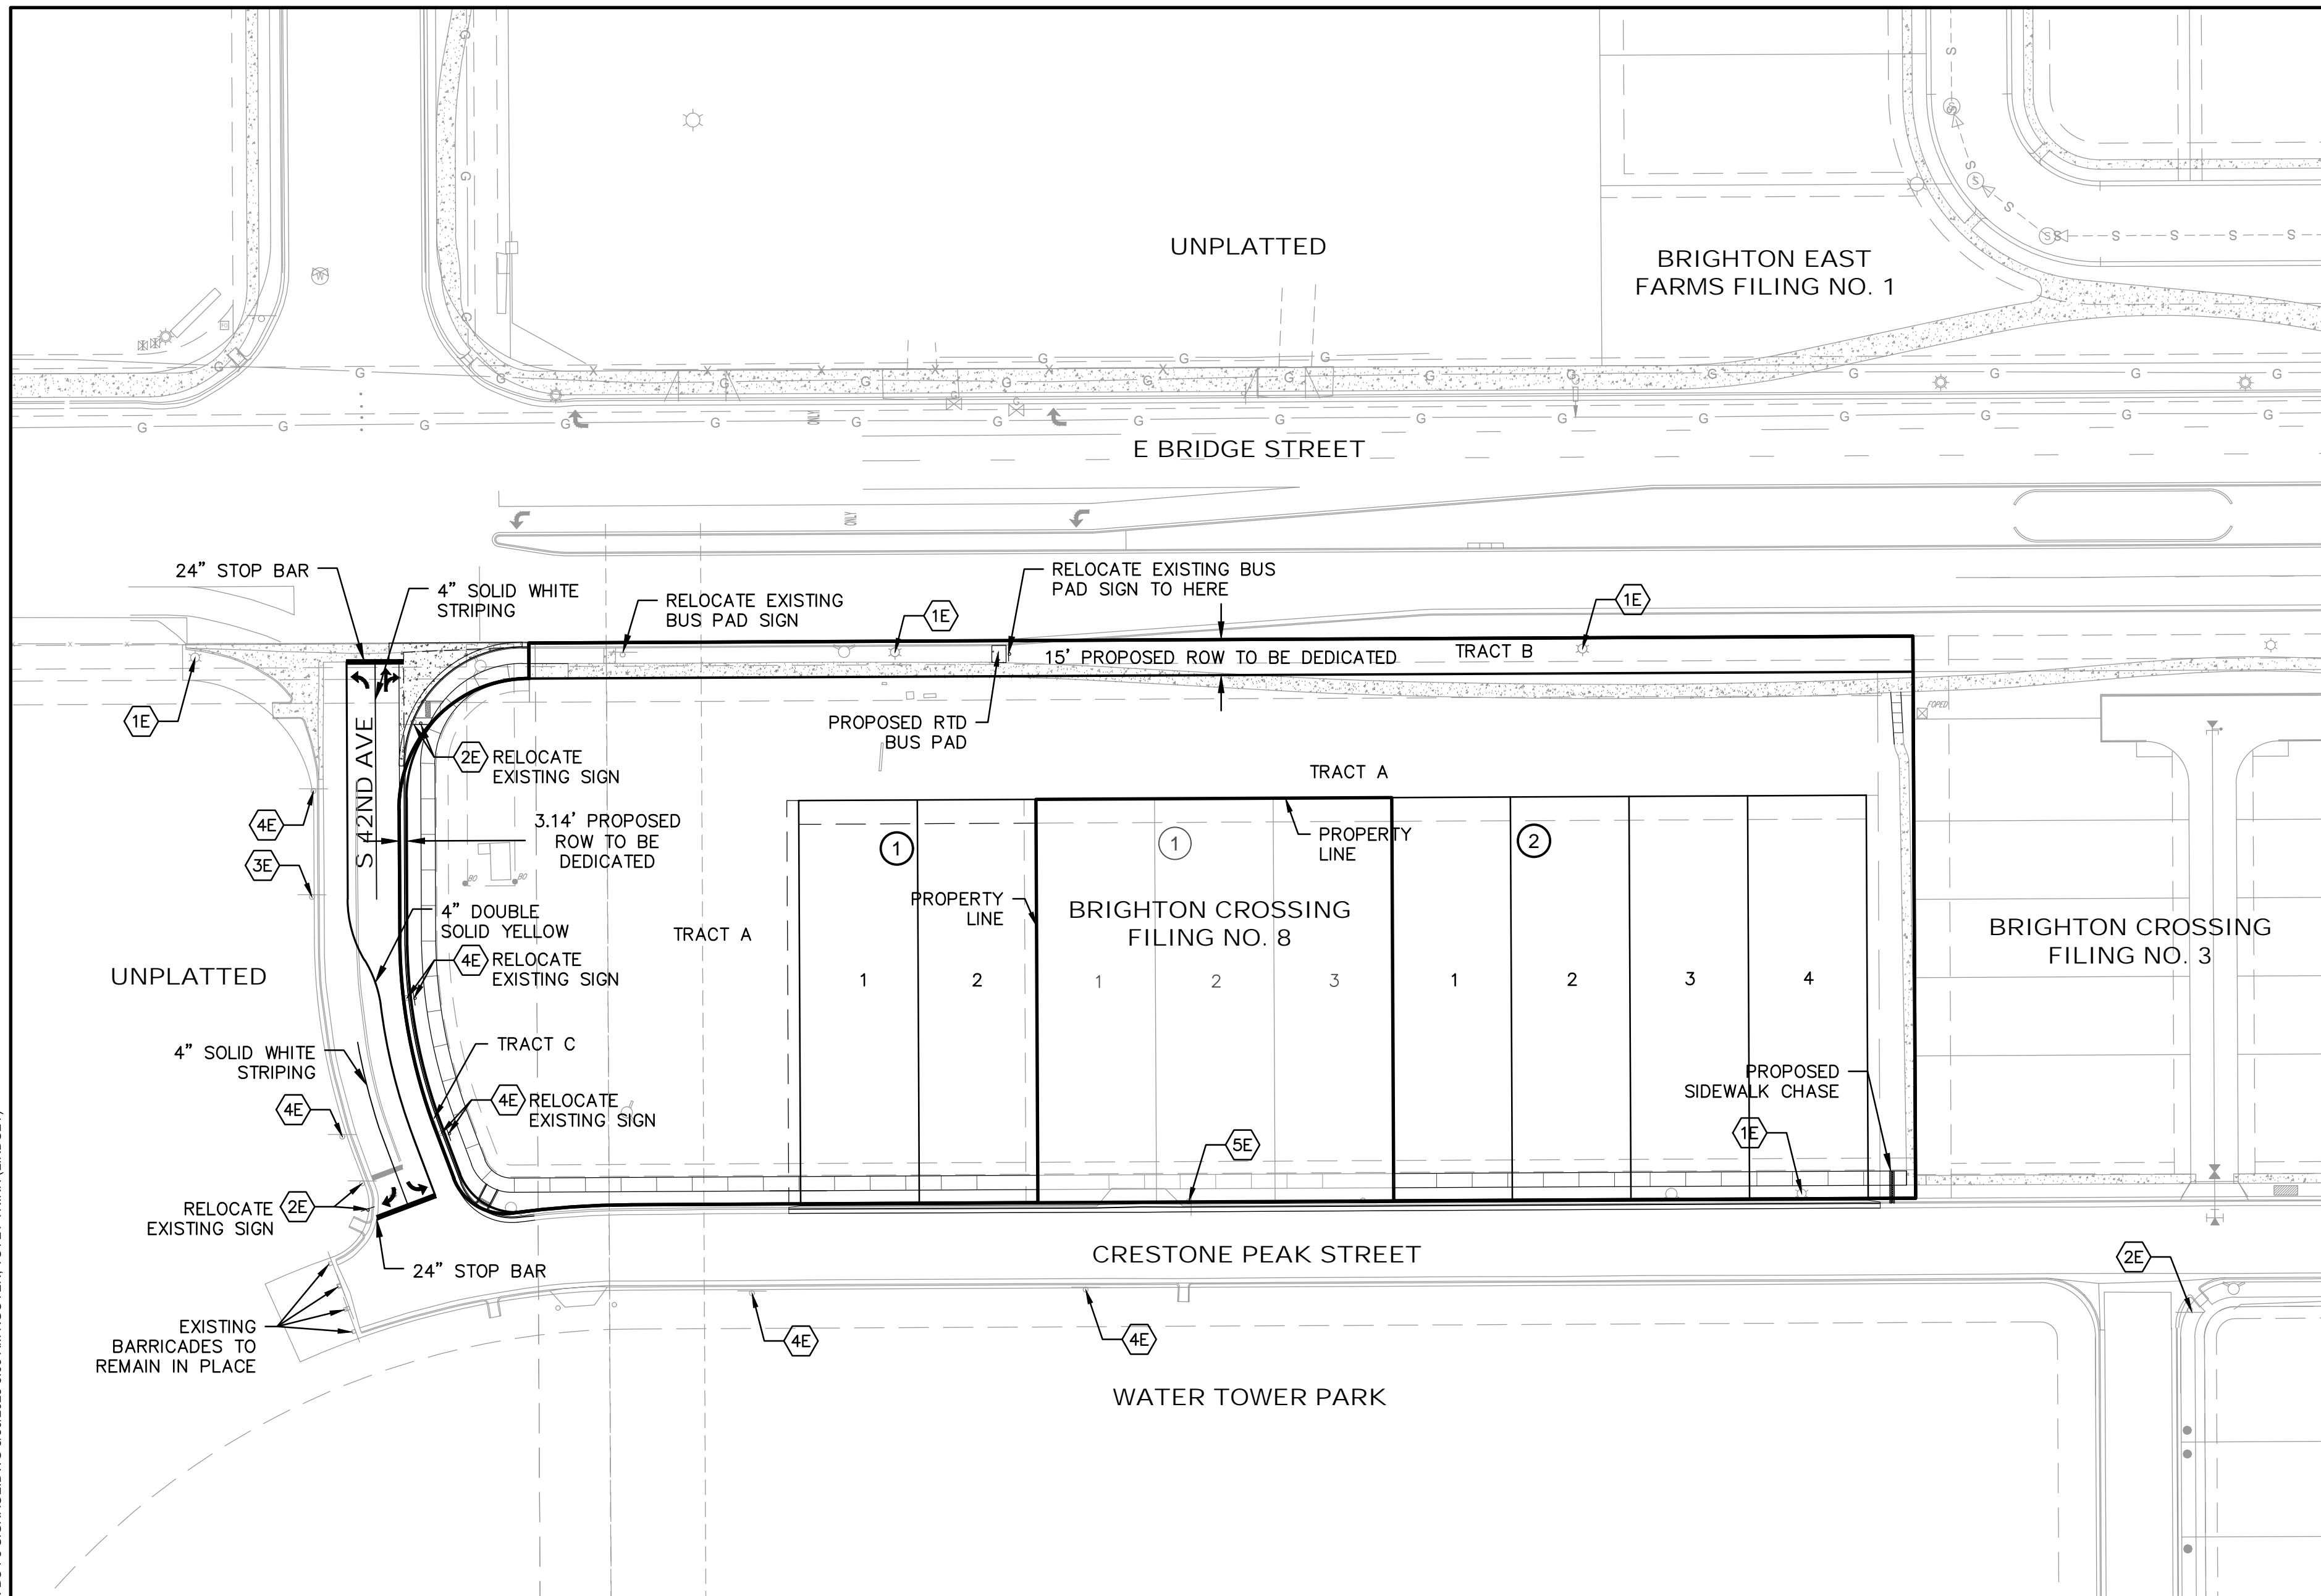 UNPLATTED
BRIGHTON EAST
FARMS FILING NO. 1
E BRIDGE STREET
ONLY
ONLY
24" STOP BAR
4" SOLID WHITE
STRIPING
RELOCATE EXISTING
BUS PAD SIGN
1E
RELOCATE EXISTING BUS
PAD SIGN TO HERE
1E
15' PROPOSED ROW TO BE DEDICATED
TRACT B
1E
PROPOSED RTD
BUS PAD
FOPED
S 42ND AVE
2E
RELOCATE
EXISTING SIGN
TRACT A
4E
3E
3.14' PROPOSED
ROW TO BE
DEDICATED
BO
BO
1
1
2
PROPERTY
LINE
PROPERTY
LINE
4" DOUBLE
SOLID YELLOW
BRIGHTON CROSSING
FILING NO. 8
BRIGHTON CROSSING
FILING NO. 3
TRACT A
4E
RELOCATE
EXISTING SIGN
UNPLATTED
1
2
1
2
3
1
2
3
4
TRACT C
4" SOLID WHITE
STRIPING
4E
4E
RELOCATE
EXISTING SIGN
PROPOSED
SIDEWALK CHASE
5E
1E
RELOCATE
EXISTING SIGN
2E
24" STOP BAR
CRESTONE PEAK STREET
2E
EXISTING
BARRICADES TO
REMAIN IN PLACE
4E
4E
WATER TOWER PARK